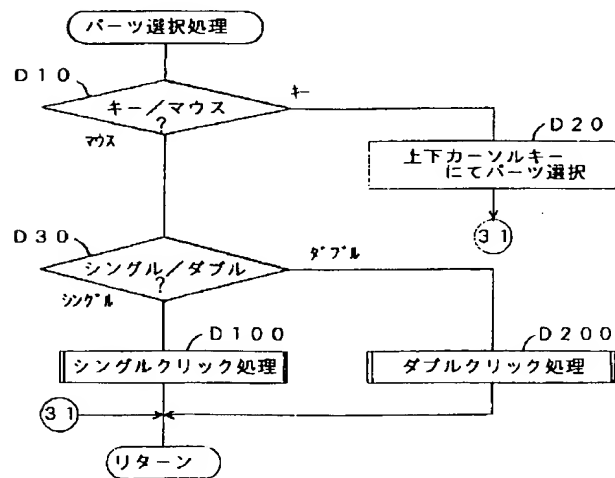 パーツ選択処理
D10
キー
キー/マウス
?
マウス
D20
上下カーソルキー
にてパーツ選択
31
D30
シングル/ダブル
?
ダブル
シングル
D100
シングルクリック処理
D200
ダブルクリック処理
31
リターン